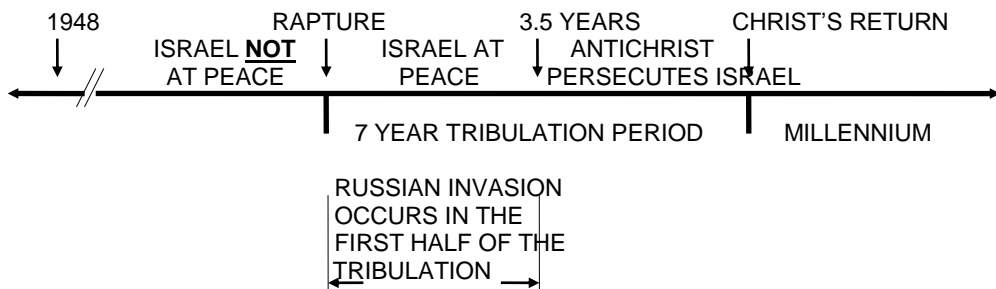 1948 RAPTURE 3.5 YEARS CHRIST'S RETURN
ISRAEL NOT ISRAEL AT ANTICHRIST
AT PEACE PEACE PERSECUTES ISRAEL
7 YEAR TRIBULATION PERIOD MILLENNIUM
RUSSIAN INVASION
OCCURS IN THE
FIRST HALF OF THE
TRIBULATION